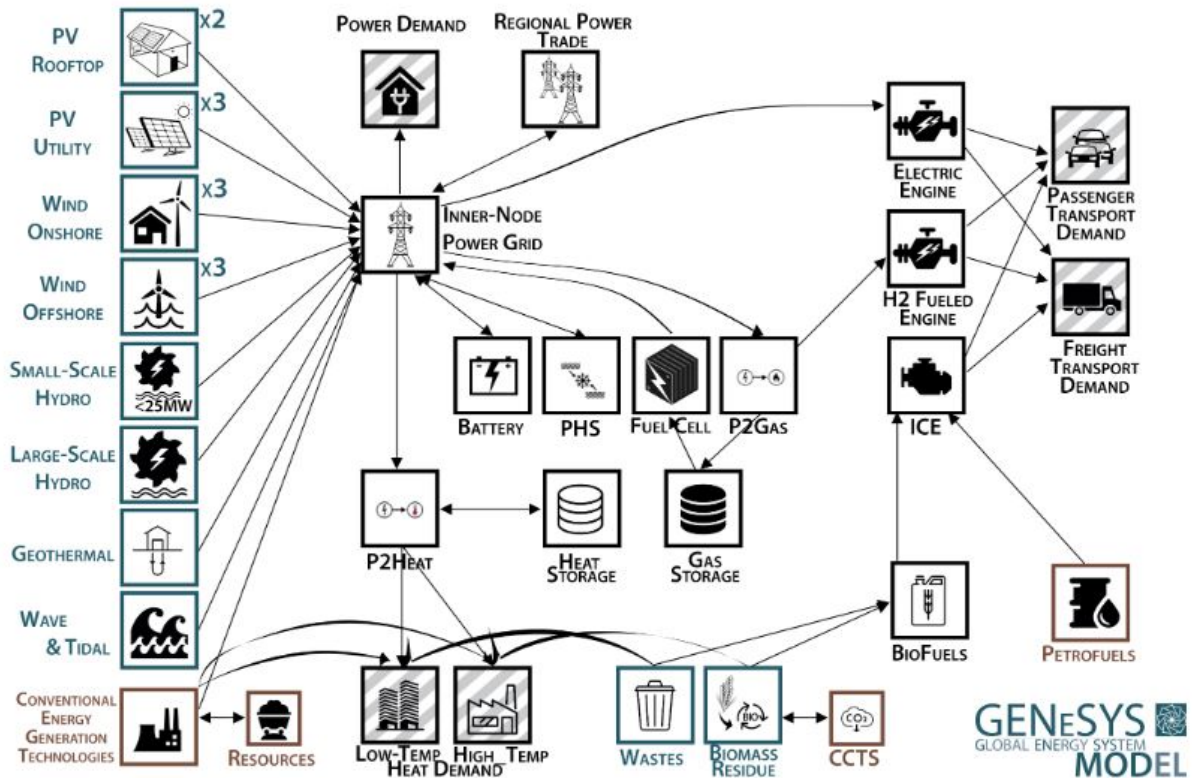 PV
ROOFTOP
x2
PV
UTILITY
x3
WIND
ONSHORE
x3
WIND
OFFSHORE
x3
SMALL-SCALE
HYDRO
<25MW
LARGE-SCALE
HYDRO
GEOTHERMAL
WAVE
& TIDAL
CONVENTIONAL
ENERGY
GENERATION
TECHNOLOGIES
RESOURCES
POWER DEMAND
REGIONAL POWER
TRADE
INNER-NODE
POWER GRID
BATTERY
PHS
FUEL CELL
P2GAS
P2HEAT
HEAT
STORAGE
GAS
STORAGE
LOW-TEMP
HIGH_TEMP
HEAT DEMAND
WASTES
BIO
BIOMASS
RESIDUE
CO2
CCTS
ELECTRIC
ENGINE
H2 FUELED
ENGINE
ICE
BIOFUELS
PETROFUELS
PASSENGER
TRANSPORT
DEMAND
FREIGHT
TRANSPORT
DEMAND
GENeSYS
GLOBAL ENERGY SYSTEM
MODEL